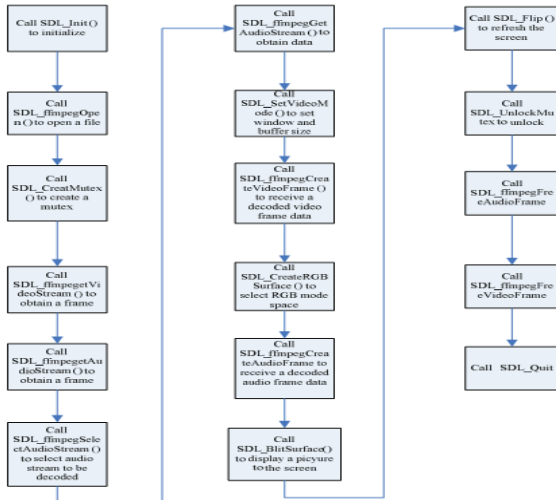 Call SDL_Init ()
to initialize
Call
SDL_ffmpegOpe
n() to open a file
Call
SDL_CreatMutex
() to create a
mutex
Call
SDL_ffmpegetVi
deoStream () to
obtain a frame
Call
SDL_ffmpegetAu
dioStream () to
obtain a frame
Call
SDL_ffmpegSele
ctAudioStream ()
to select audio
stream to be
decoded
Call
SDL_ffmpegGet
AudioStream () to
obtain data
Call
SDL_SetVideoM
ode () to set
window and
buffer size
Call
SDL_ffmpegCrea
teVideoFrame ()
to receive a
decoded video
frame data
Call
SDL_CreateRGB
Surface () to
select RGB mode
space
Call
SDL_ffmpegCrea
teAudioFrame to
receive a decoded
audio frame data
Call
SDL_BlitSurface()
to display a picyure
to the screen
Call SDL_Flip ()
to refresh the
screen
Call
SDL_UnlockMu
tex to unlock
Call
SDL_ffmpegFre
eAudioFrame
Call
SDL_ffmpegFre
eVideoFrame
Call SDL_Quit